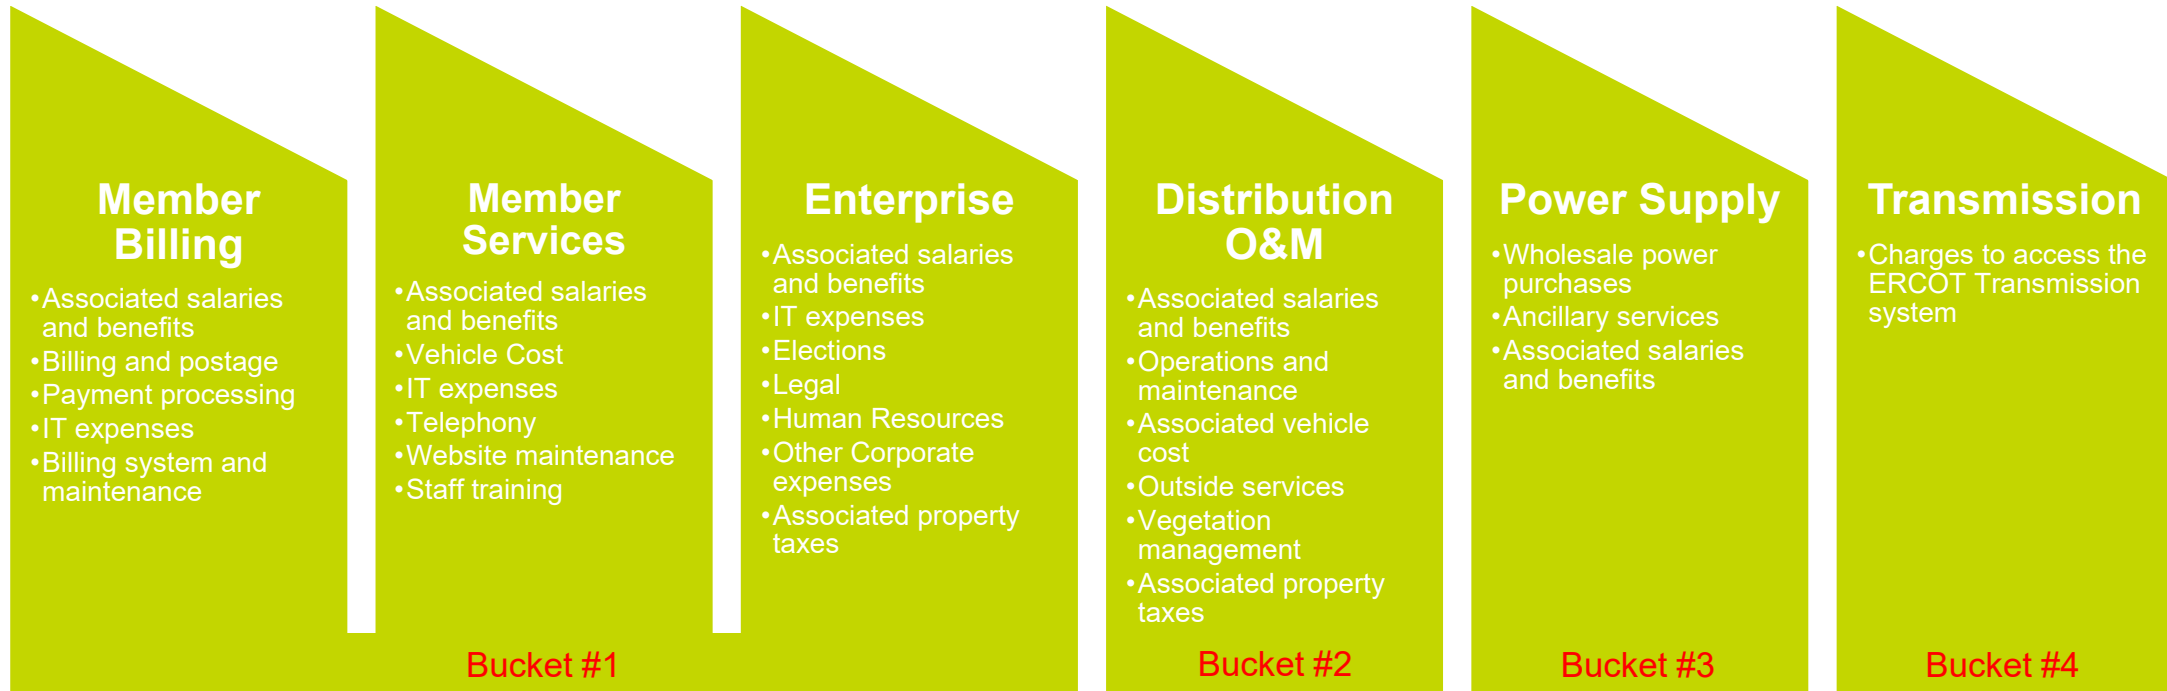 Member
Billing
•Associated salaries
and benefits
•Billing and postage
•Payment processing
•IT expenses
•Billing system and
maintenance
Member
Services
•Associated salaries
and benefits
•Vehicle Cost
•IT expenses
•Telephony
•Website maintenance
•Staff training
Enterprise
•Associated salaries
and benefits
•IT expenses
•Elections
•Legal
•Human Resources
•Other Corporate
expenses
•Associated property
taxes
Bucket #1
Distribution
O&M
•Associated salaries
and benefits
•Operations and
maintenance
•Associated vehicle
cost
•Outside services
•Vegetation
management
•Associated property
taxes
Bucket #2
Power Supply
•Wholesale power
purchases
•Ancillary services
•Associated salaries
and benefits
Bucket #3
Transmission
•Charges to access the
ERCOT Transmission
system
Bucket #4